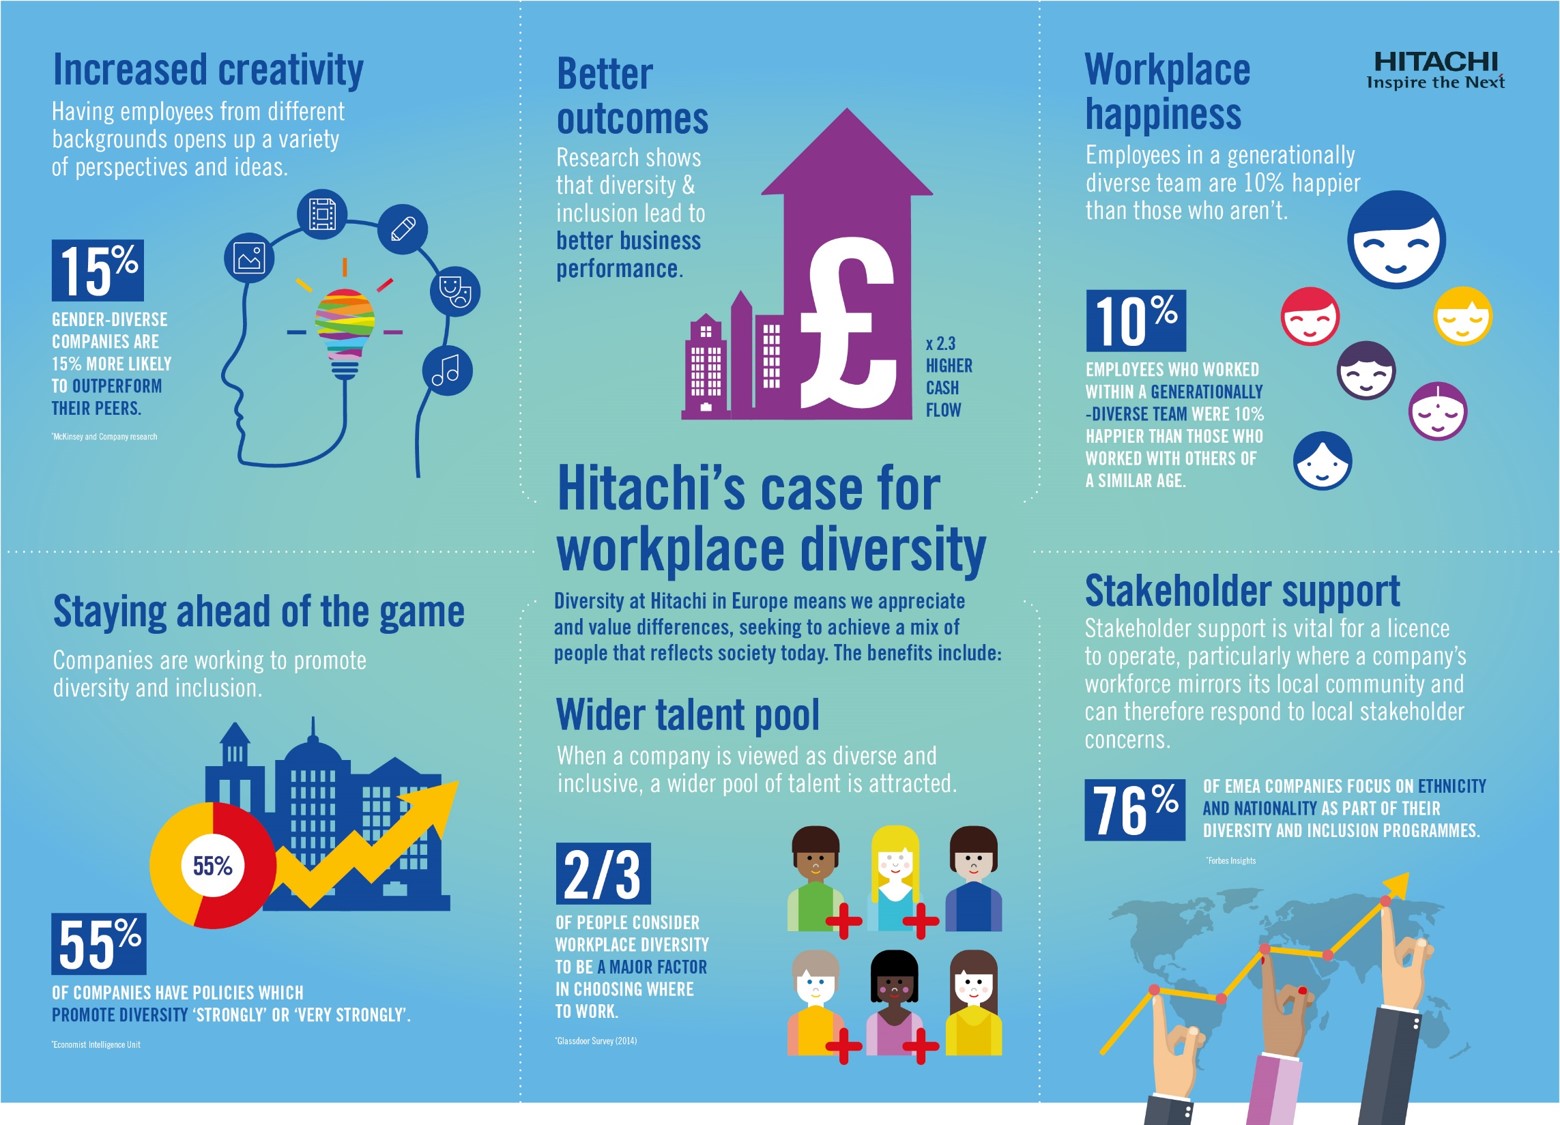 Increased creativity
Having employees from different
backgrounds opens up a variety
of perspectives and ideas.
15%
GENDER-DIVERSE
COMPANIES ARE
15% MORE LIKELY
TO OUTPERFORM
THEIR PEERS.
*McKinsey and Company research
Better
outcomes
Research shows
that diversity &
inclusion lead to
better business
performance.
£
x 2.3
HIGHER
CASH
FLOW
Workplace
happiness
Employees in a generationally
diverse team are 10% happier
than those who aren't.
HITACHI
Inspire the Next
10%
EMPLOYEES WHO WORKED
WITHIN A GENERATIONALLY
-DIVERSE TEAM WERE 10%
HAPPIER THAN THOSE WHO
WORKED WITH OTHERS OF
A SIMILAR AGE.
Hitachi's case for
workplace diversity
Diversity at Hitachi in Europe means we appreciate
and value differences, seeking to achieve a mix of
people that reflects society today. The benefits include:
Staying ahead of the game
Companies are working to promote
diversity and inclusion.
55%
55%
OF COMPANIES HAVE POLICIES WHICH
PROMOTE DIVERSITY 'STRONGLY' OR 'VERY STRONGLY'.
*Economist Intelligence Unit
Wider talent pool
When a company is viewed as diverse and
inclusive, a wider pool of talent is attracted.
2/3
OF PEOPLE CONSIDER
WORKPLACE DIVERSITY
TO BE A MAJOR FACTOR
IN CHOOSING WHERE
TO WORK.
*Glassdoor Survey (2014)
Stakeholder support
Stakeholder support is vital for a licence
to operate, particularly where a company's
workforce mirrors its local community and
can therefore respond to local stakeholder
concerns.
76%
OF EMEA COMPANIES FOCUS ON ETHNICITY
AND NATIONALITY AS PART OF THEIR
DIVERSITY AND INCLUSION PROGRAMMES.
*Forbes Insights